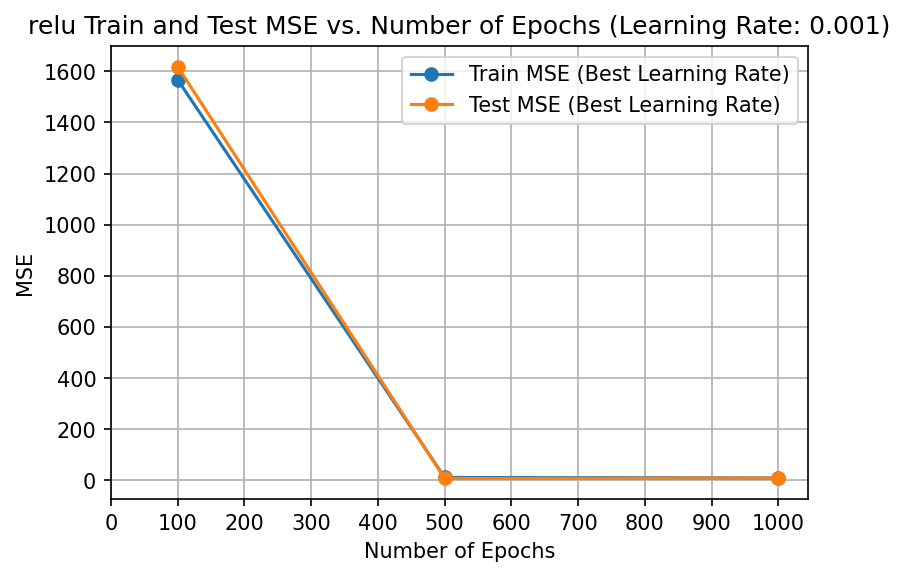 relu Train and Test MSE vs. Number of Epochs (Learning Rate: 0.001)
Train MSE (Best Learning Rate)
Test MSE (Best Learning Rate)
MSE
1600
1400
1200
1000
800
600
400
200
0
0 100 200 300 400 500 600 700 800 900 1000
Number of Epochs